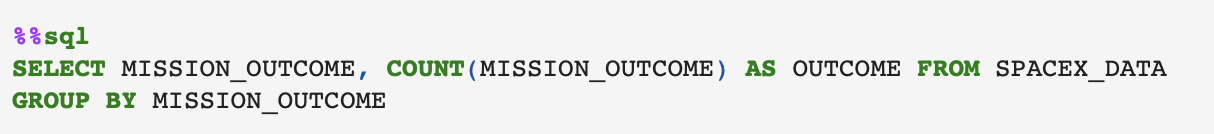 %%sql
SELECT MISSION_OUTCOME, COUNT(MISSION_OUTCOME) AS OUTCOME FROM SPACEX_DATA
GROUP BY MISSION_OUTCOME